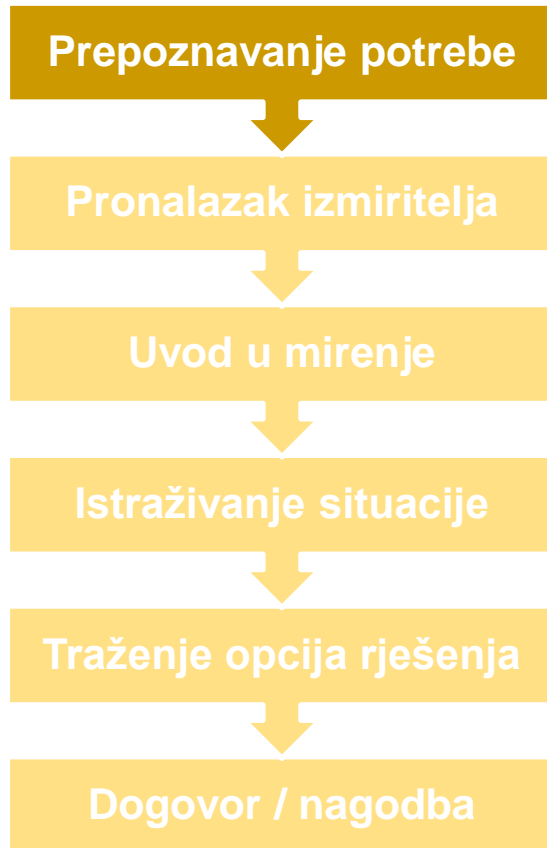 Prepoznavanje potrebe
Pronalazak izmiritelja
Uvod u mirenje
Istraživanje situacije
Traženje opcija rješenja
Dogovor / nagodba